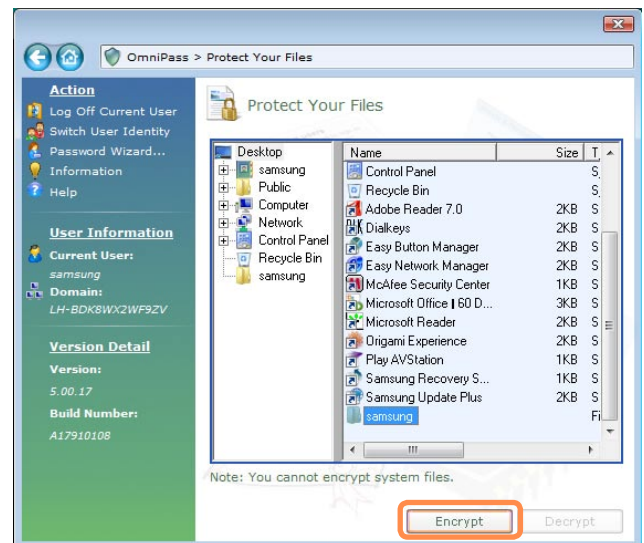 OmniPass > Protect Your Files
Action
Log Off Current User
Switch User Identity
Password Wizard...
Information
Help
User Information
Current User:
samsung
Domain:
LH-BDK8WX2WF9ZV
Version Detail
Version:
5.00.17
Build Number:
A17910108
Protect Your Files
Desktop
samsung
Public
Computer
Network
Control Panel
Recycle Bin
samsung
Name Size T
Control Panel S
Recycle Bin S
Adobe Reader 7.0 2KB S
Dialkeys 2KB S
Easy Button Manager 2KB S
Easy Network Manager 2KB S
McAfee Security Center 1KB S
Microsoft Office 60 D... 3KB S
Microsoft Reader 2KB S
Origami Experience 2KB S
Play AVStation 1KB S
Samsung Recovery S... 1KB S
Samsung Update Plus 2KB S
samsung Fi
Note: You cannot encrypt system files.
Encrypt Decrypt